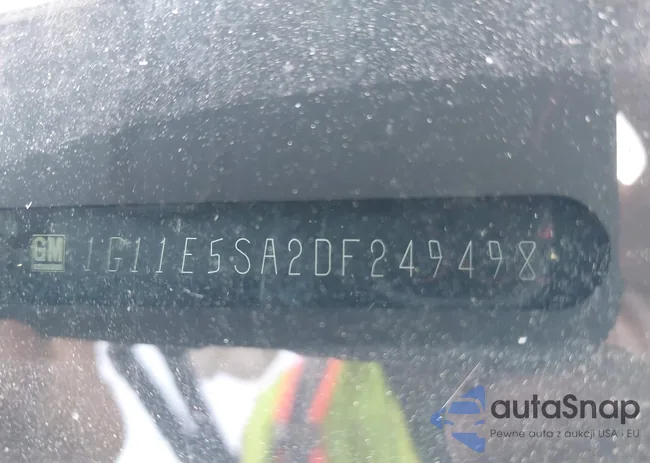 GM 1G11E5SA2DF249498
autaSnap
Pewne auta z aukcji USA i EU